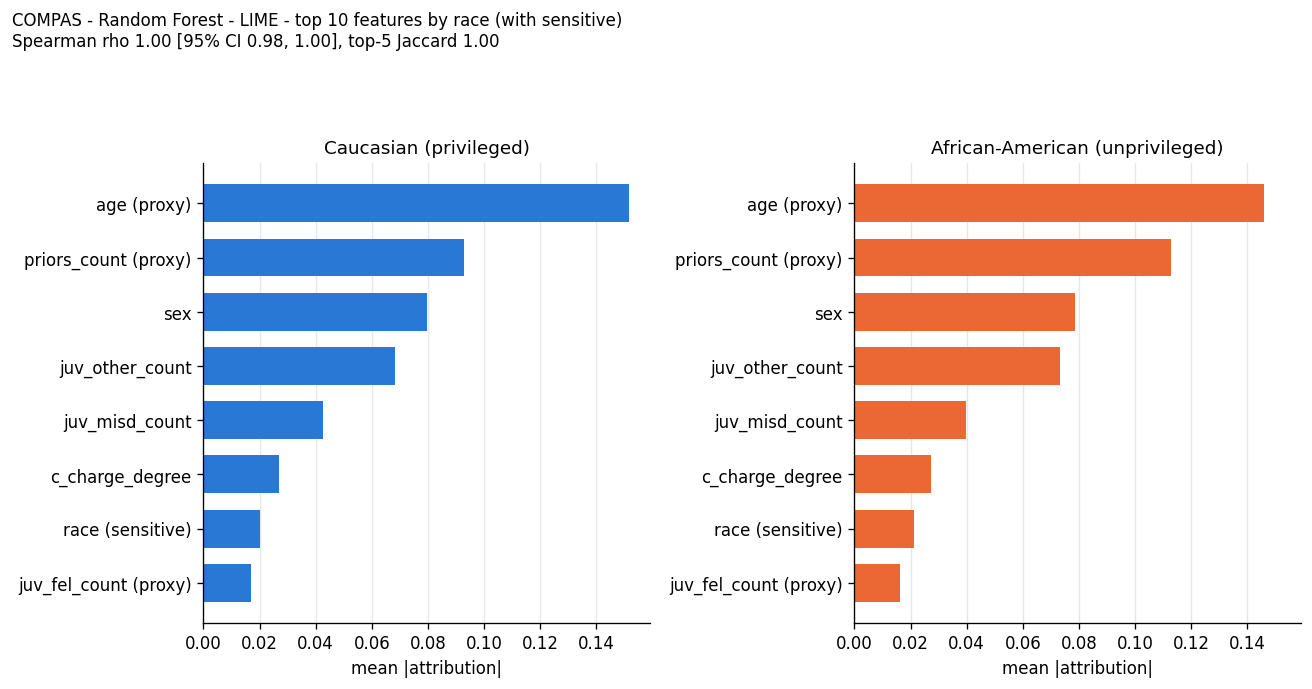 COMPAS - Random Forest - LIME - top 10 features by race (with sensitive)
Spearman rho 1.00 [95% CI 0.98, 1.00], top-5 Jaccard 1.00
Caucasian (privileged)
age (proxy)
priors_count (proxy)
sex
juv_other_count
juv_misd_count
c_charge_degree
race (sensitive)
juv_fel_count (proxy)
0.00 0.02 0.04 0.06 0.08 0.10 0.12 0.14
mean |attribution|
African-American (unprivileged)
age (proxy)
priors_count (proxy)
sex
juv_other_count
juv_misd_count
c_charge_degree
race (sensitive)
juv_fel_count (proxy)
0.00 0.02 0.04 0.06 0.08 0.10 0.12 0.14
mean |attribution|